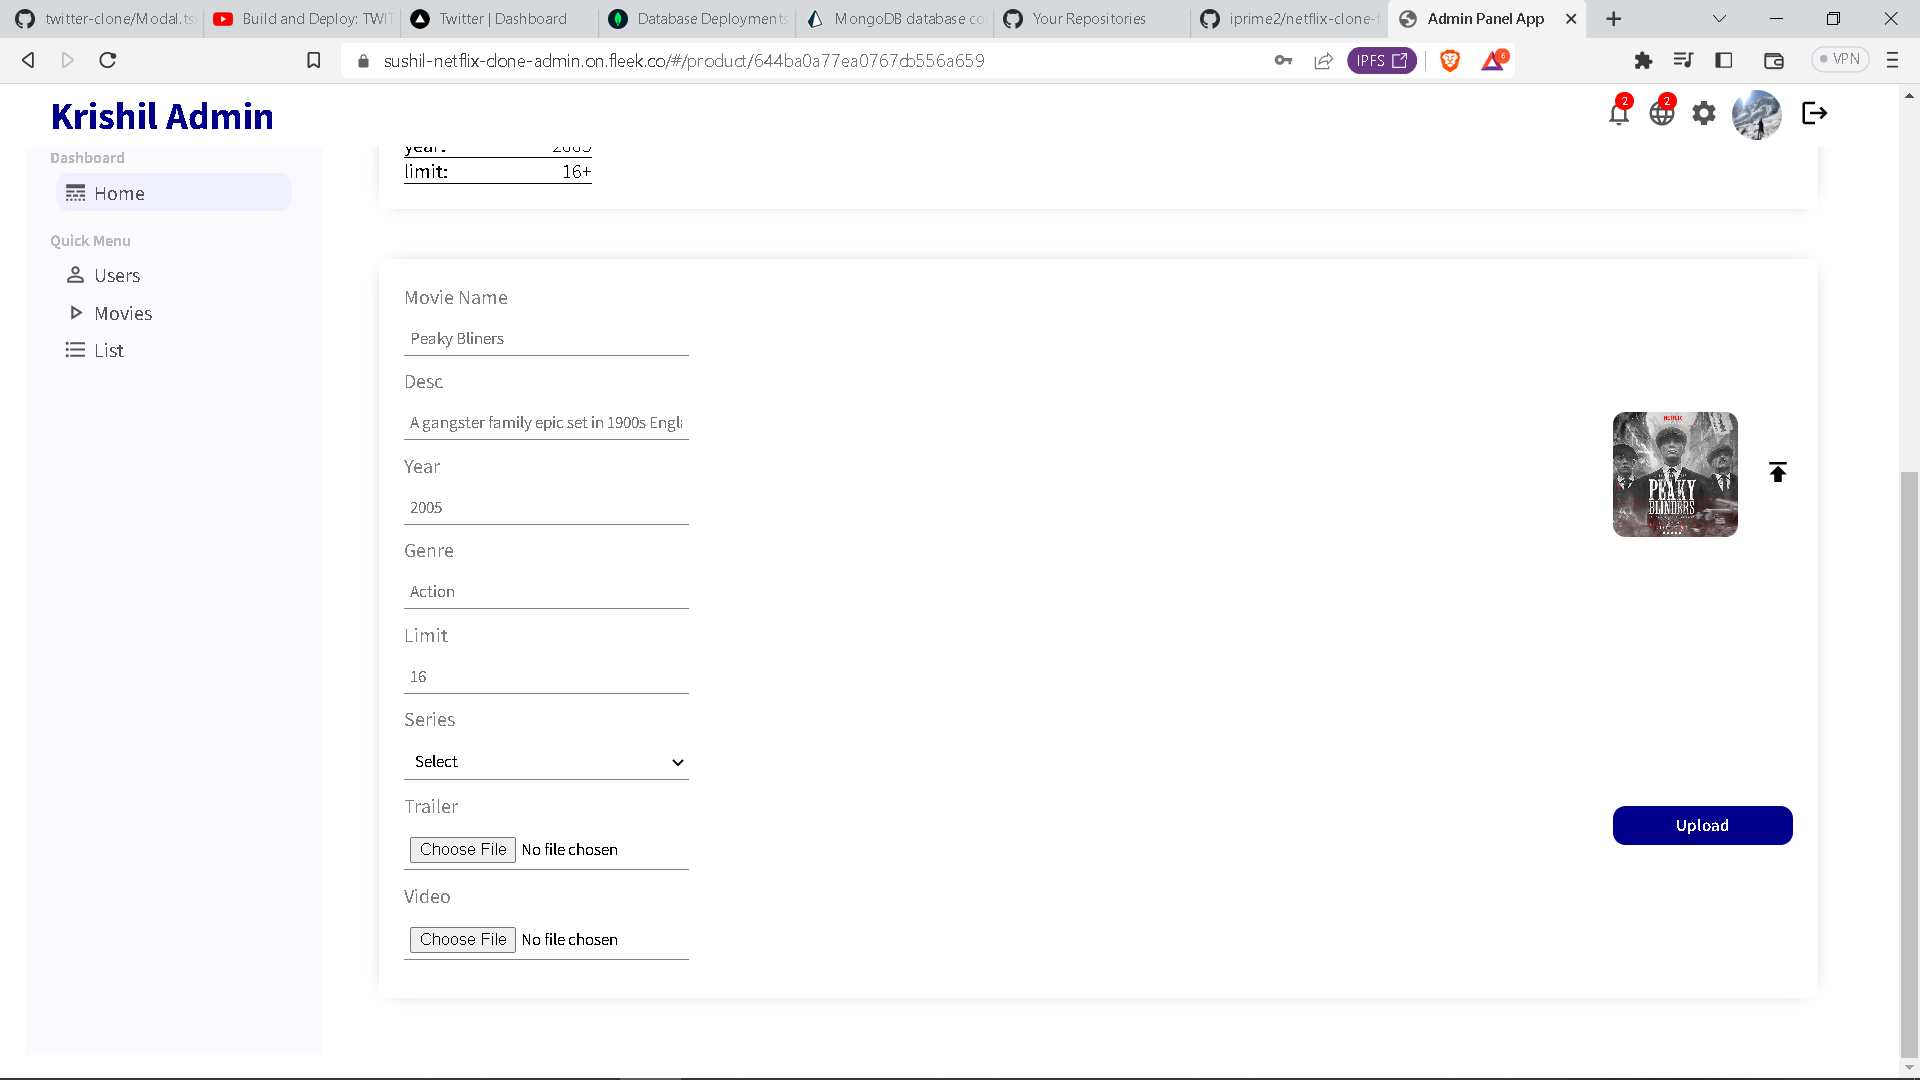 twitter-clone/Modal.ts
Build and Deploy: TWIT
Twitter | Dashboard
Database Deployments
MongoDB database co
Your Repositories
iprime2/netflix-clone-f
Admin Panel App
sushil-netflix-clone-admin.on.fleek.co/#/product/644ba0a77ea0767cb556a659
IPFS
6
VPN
Krishil Admin
2
2
Dashboard
Home
Quick Menu
Users
Movies
List
year: 2005
limit: 16+
Movie Name
Peaky Bliners
Desc
A gangster family epic set in 1900s Engl
Year
2005
Genre
Action
Limit
16
Series
Select
Trailer
Choose File No file chosen
Video
Choose File No file chosen
NETFLIX
PEAKY
BLINDERS
Upload